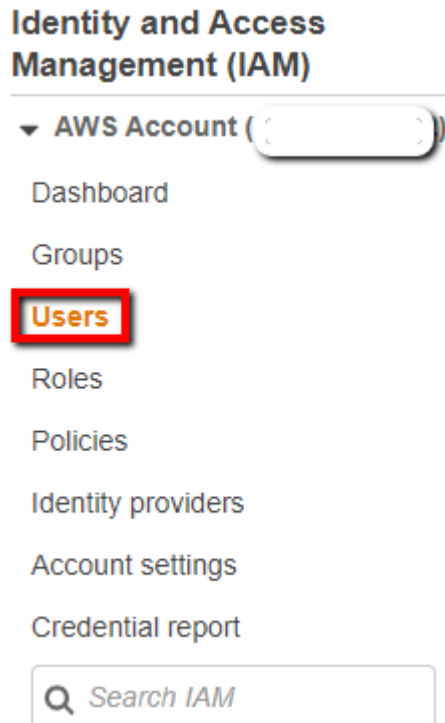 Identity and Access
Management (IAM)
AWS Account (
Dashboard
Groups
Users
Roles
Policies
Identity providers
Account settings
Credential report
Search IAM